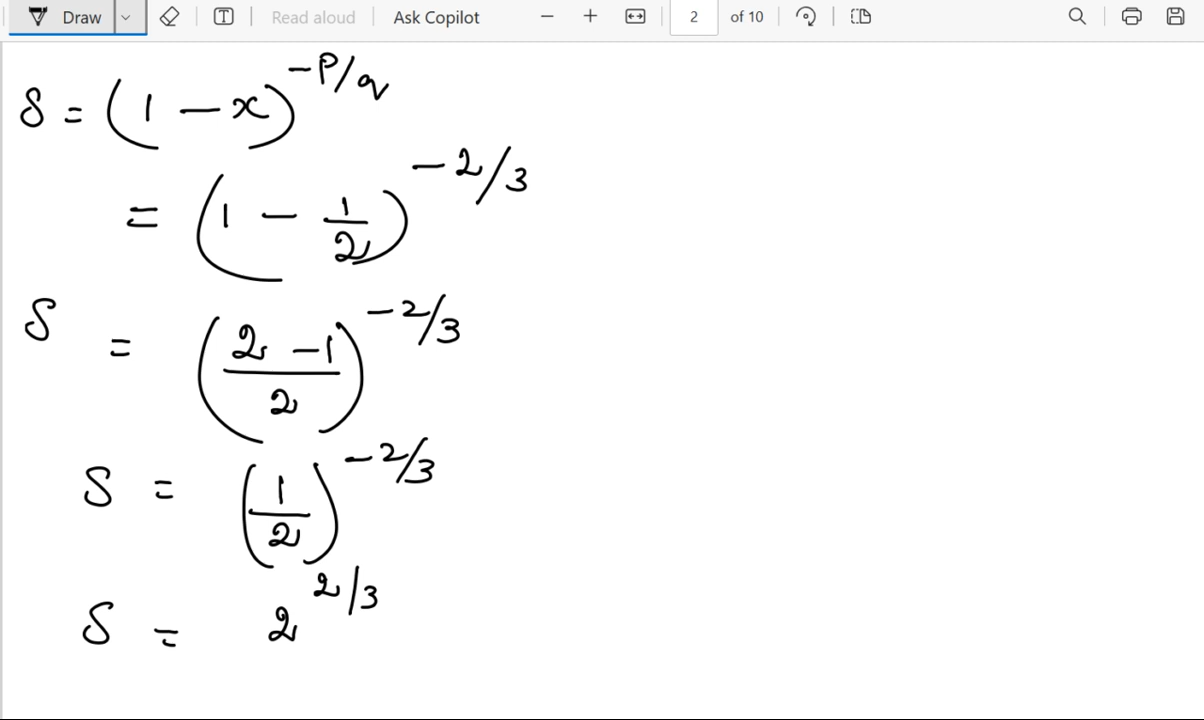 Draw Read aloud Ask Copilot 2 of 10
S = (1 - x)^{-p/q}
= (1 - 1/2)^{-2/3}
S = ((2 - 1)/2)^{-2/3}
S = (1/2)^{-2/3}
S = 2^{2/3}